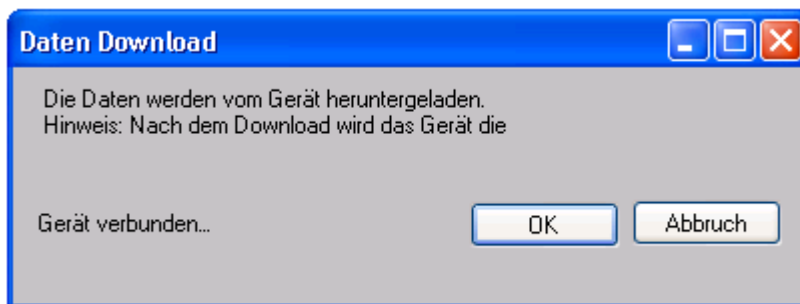 Daten Download
Die Daten werden vom Gerät heruntergeladen.
Hinweis: Nach dem Download wird das Gerät die
Gerät verbunden...
OK
Abbruch